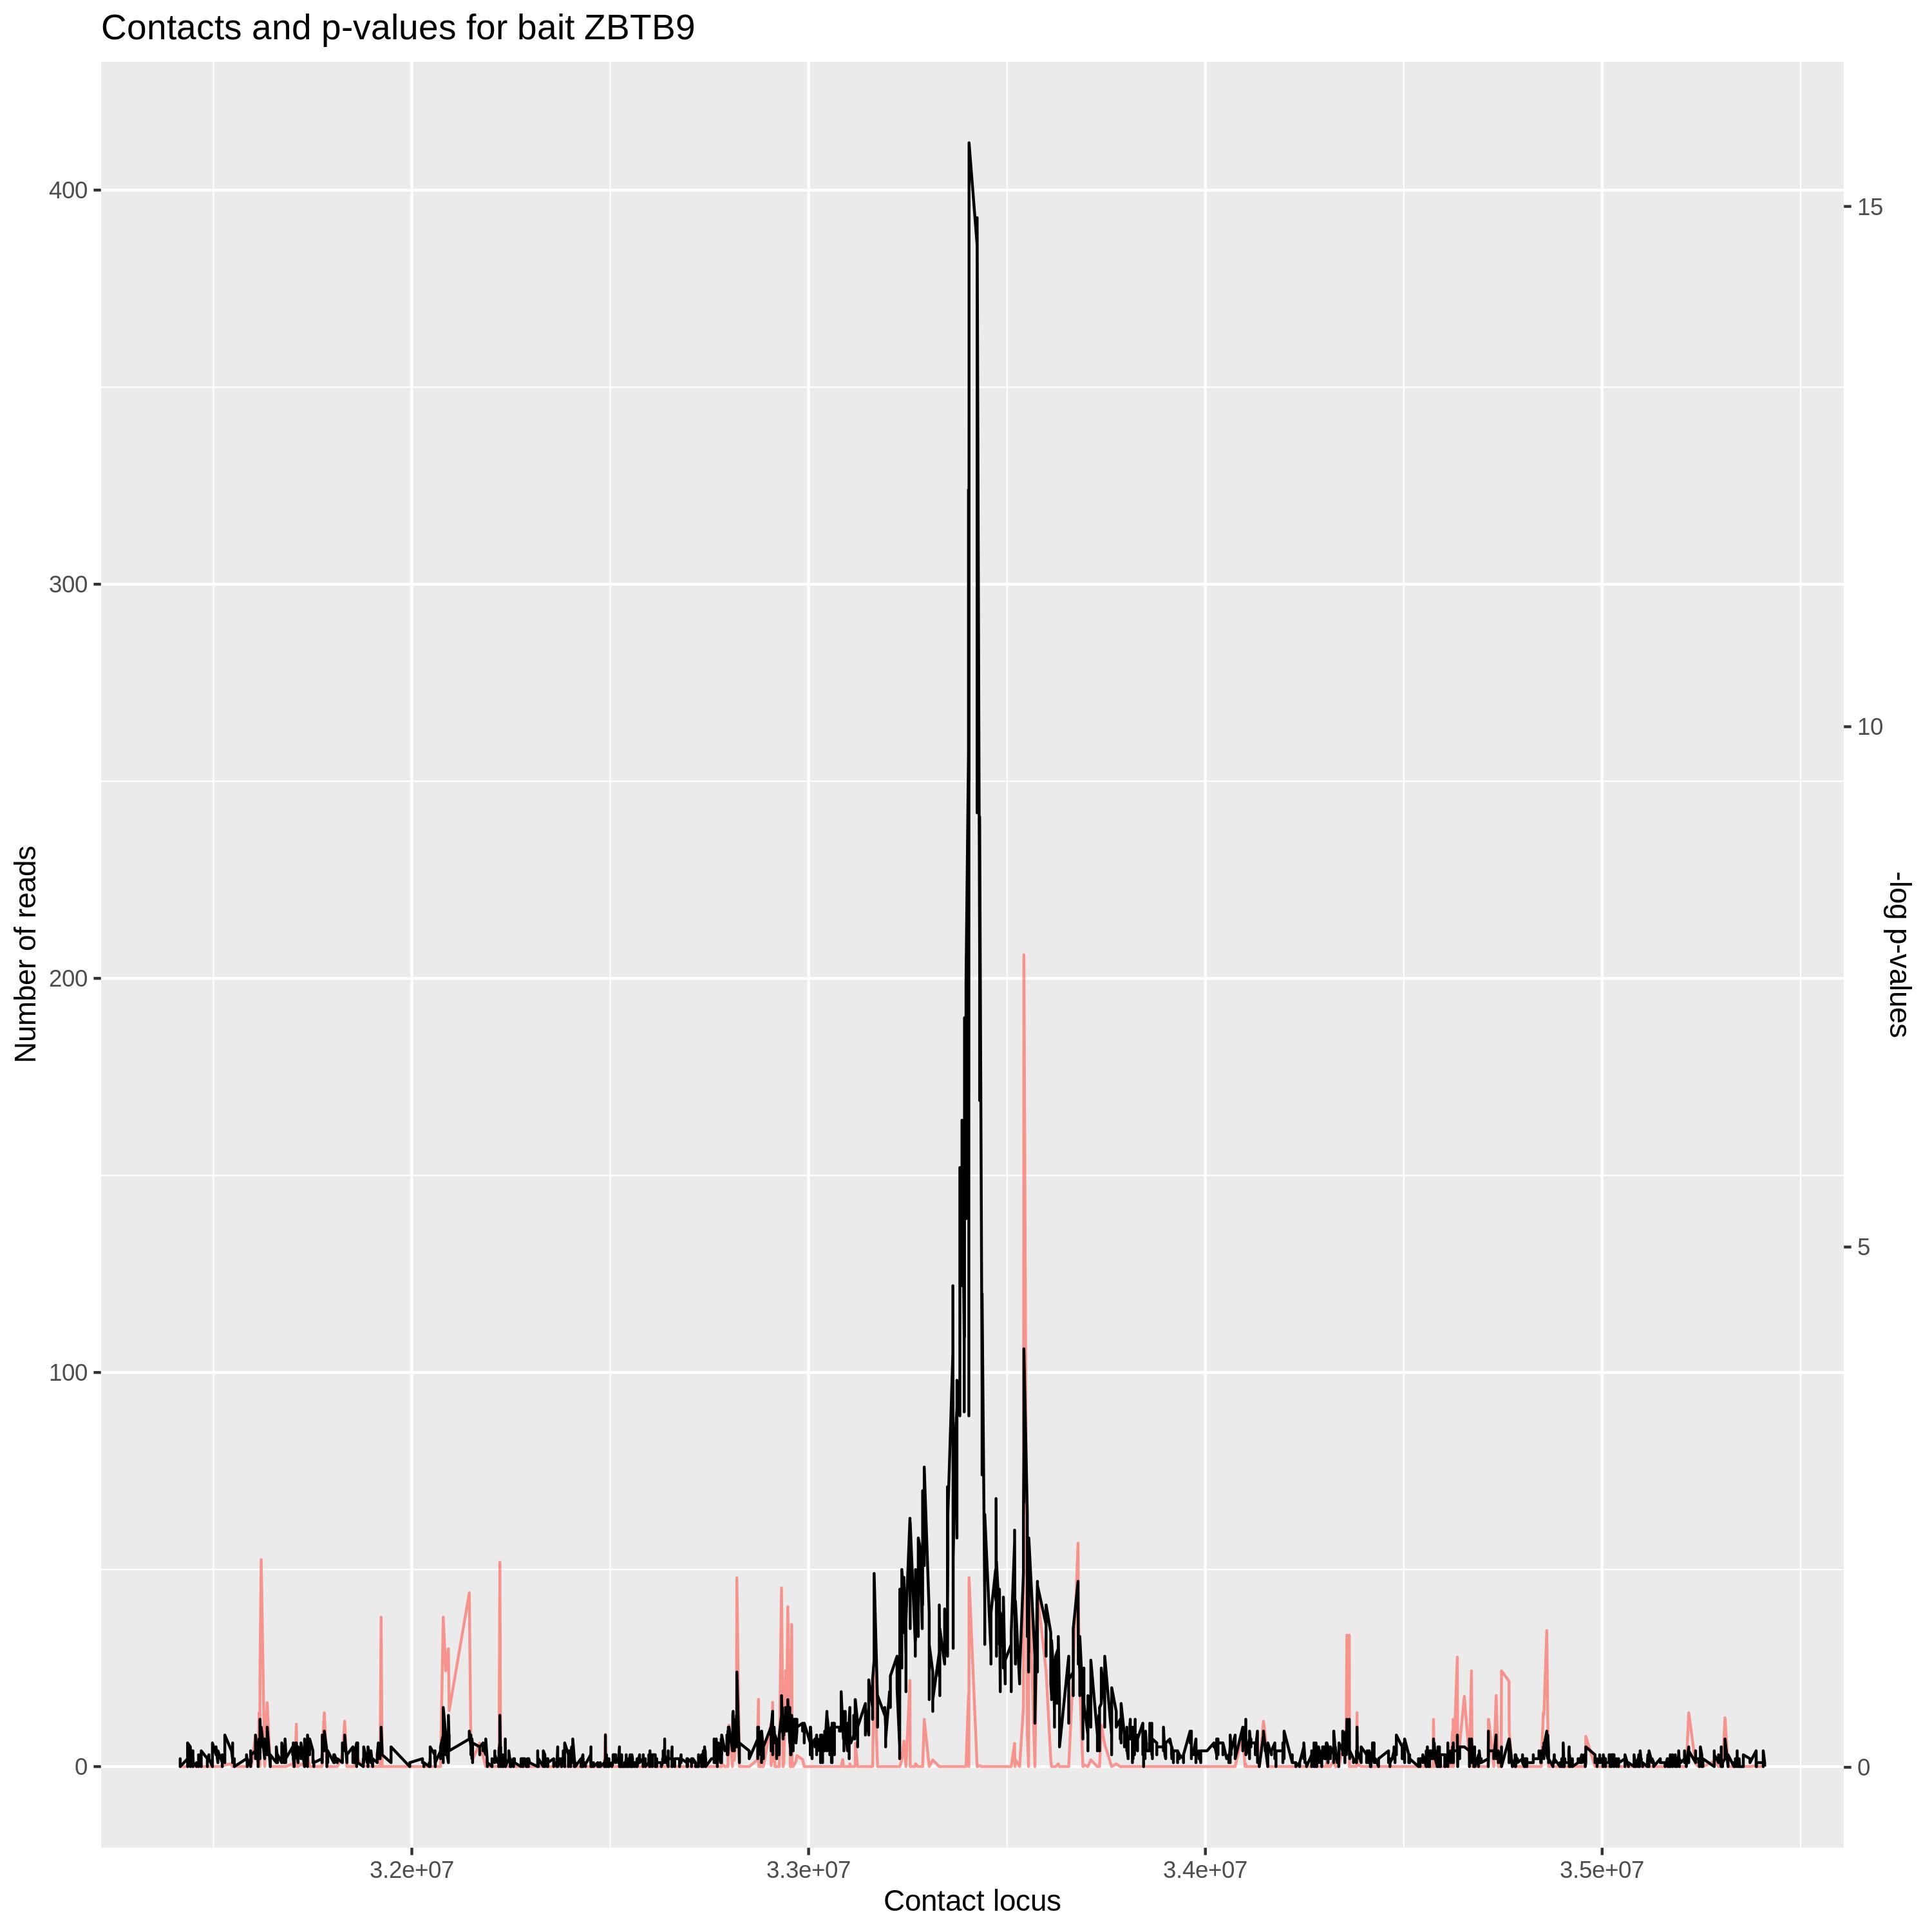 Contacts and p-values for bait ZBTB9
400
300
200
100
0
15
10
5
0
Number of reads
-log p-values
3.2e+07
3.3e+07
3.4e+07
3.5e+07
Contact locus